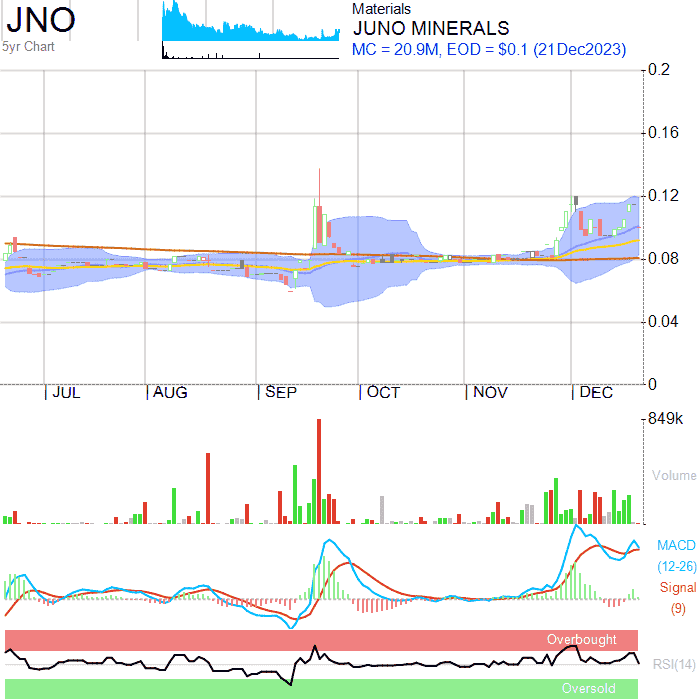 JNO
5yr Chart
Materials
JUNO MINERALS
MC = 20.9M, EOD = $0.1 (21Dec2023)
0.2
0.16
0.12
0.08
0.04
0
JUL
AUG
SEP
OCT
NOV
DEC
849k
Volume
MACD
(12-26)
Signal
(9)
Overbought
RSI(14)
Oversold